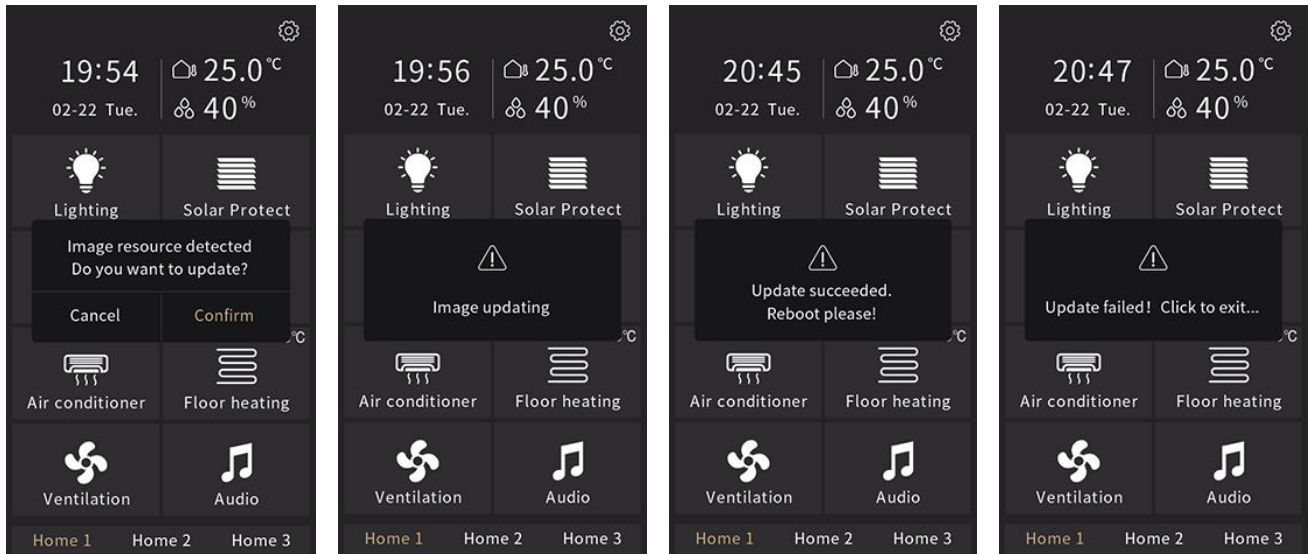 19:54
25.0℃
02-22 Tue.
40%
Lighting
Solar Protect
Image resource detected
Do you want to update?
Cancel
Confirm
℃
Air conditioner
Floor heating
Ventilation
Audio
Home 1
Home 2
Home 3
19:56
25.0℃
02-22 Tue.
40%
Lighting
Solar Protect
Image updating
℃
Air conditioner
Floor heating
Ventilation
Audio
Home 1
Home 2
Home 3
20:45
25.0℃
02-22 Tue.
40%
Lighting
Solar Protect
Update succeeded.
Reboot please!
℃
Air conditioner
Floor heating
Ventilation
Audio
Home 1
Home 2
Home 3
20:47
25.0℃
02-22 Tue.
40%
Lighting
Solar Protect
Update failed! Click to exit...
℃
Air conditioner
Floor heating
Ventilation
Audio
Home 1
Home 2
Home 3